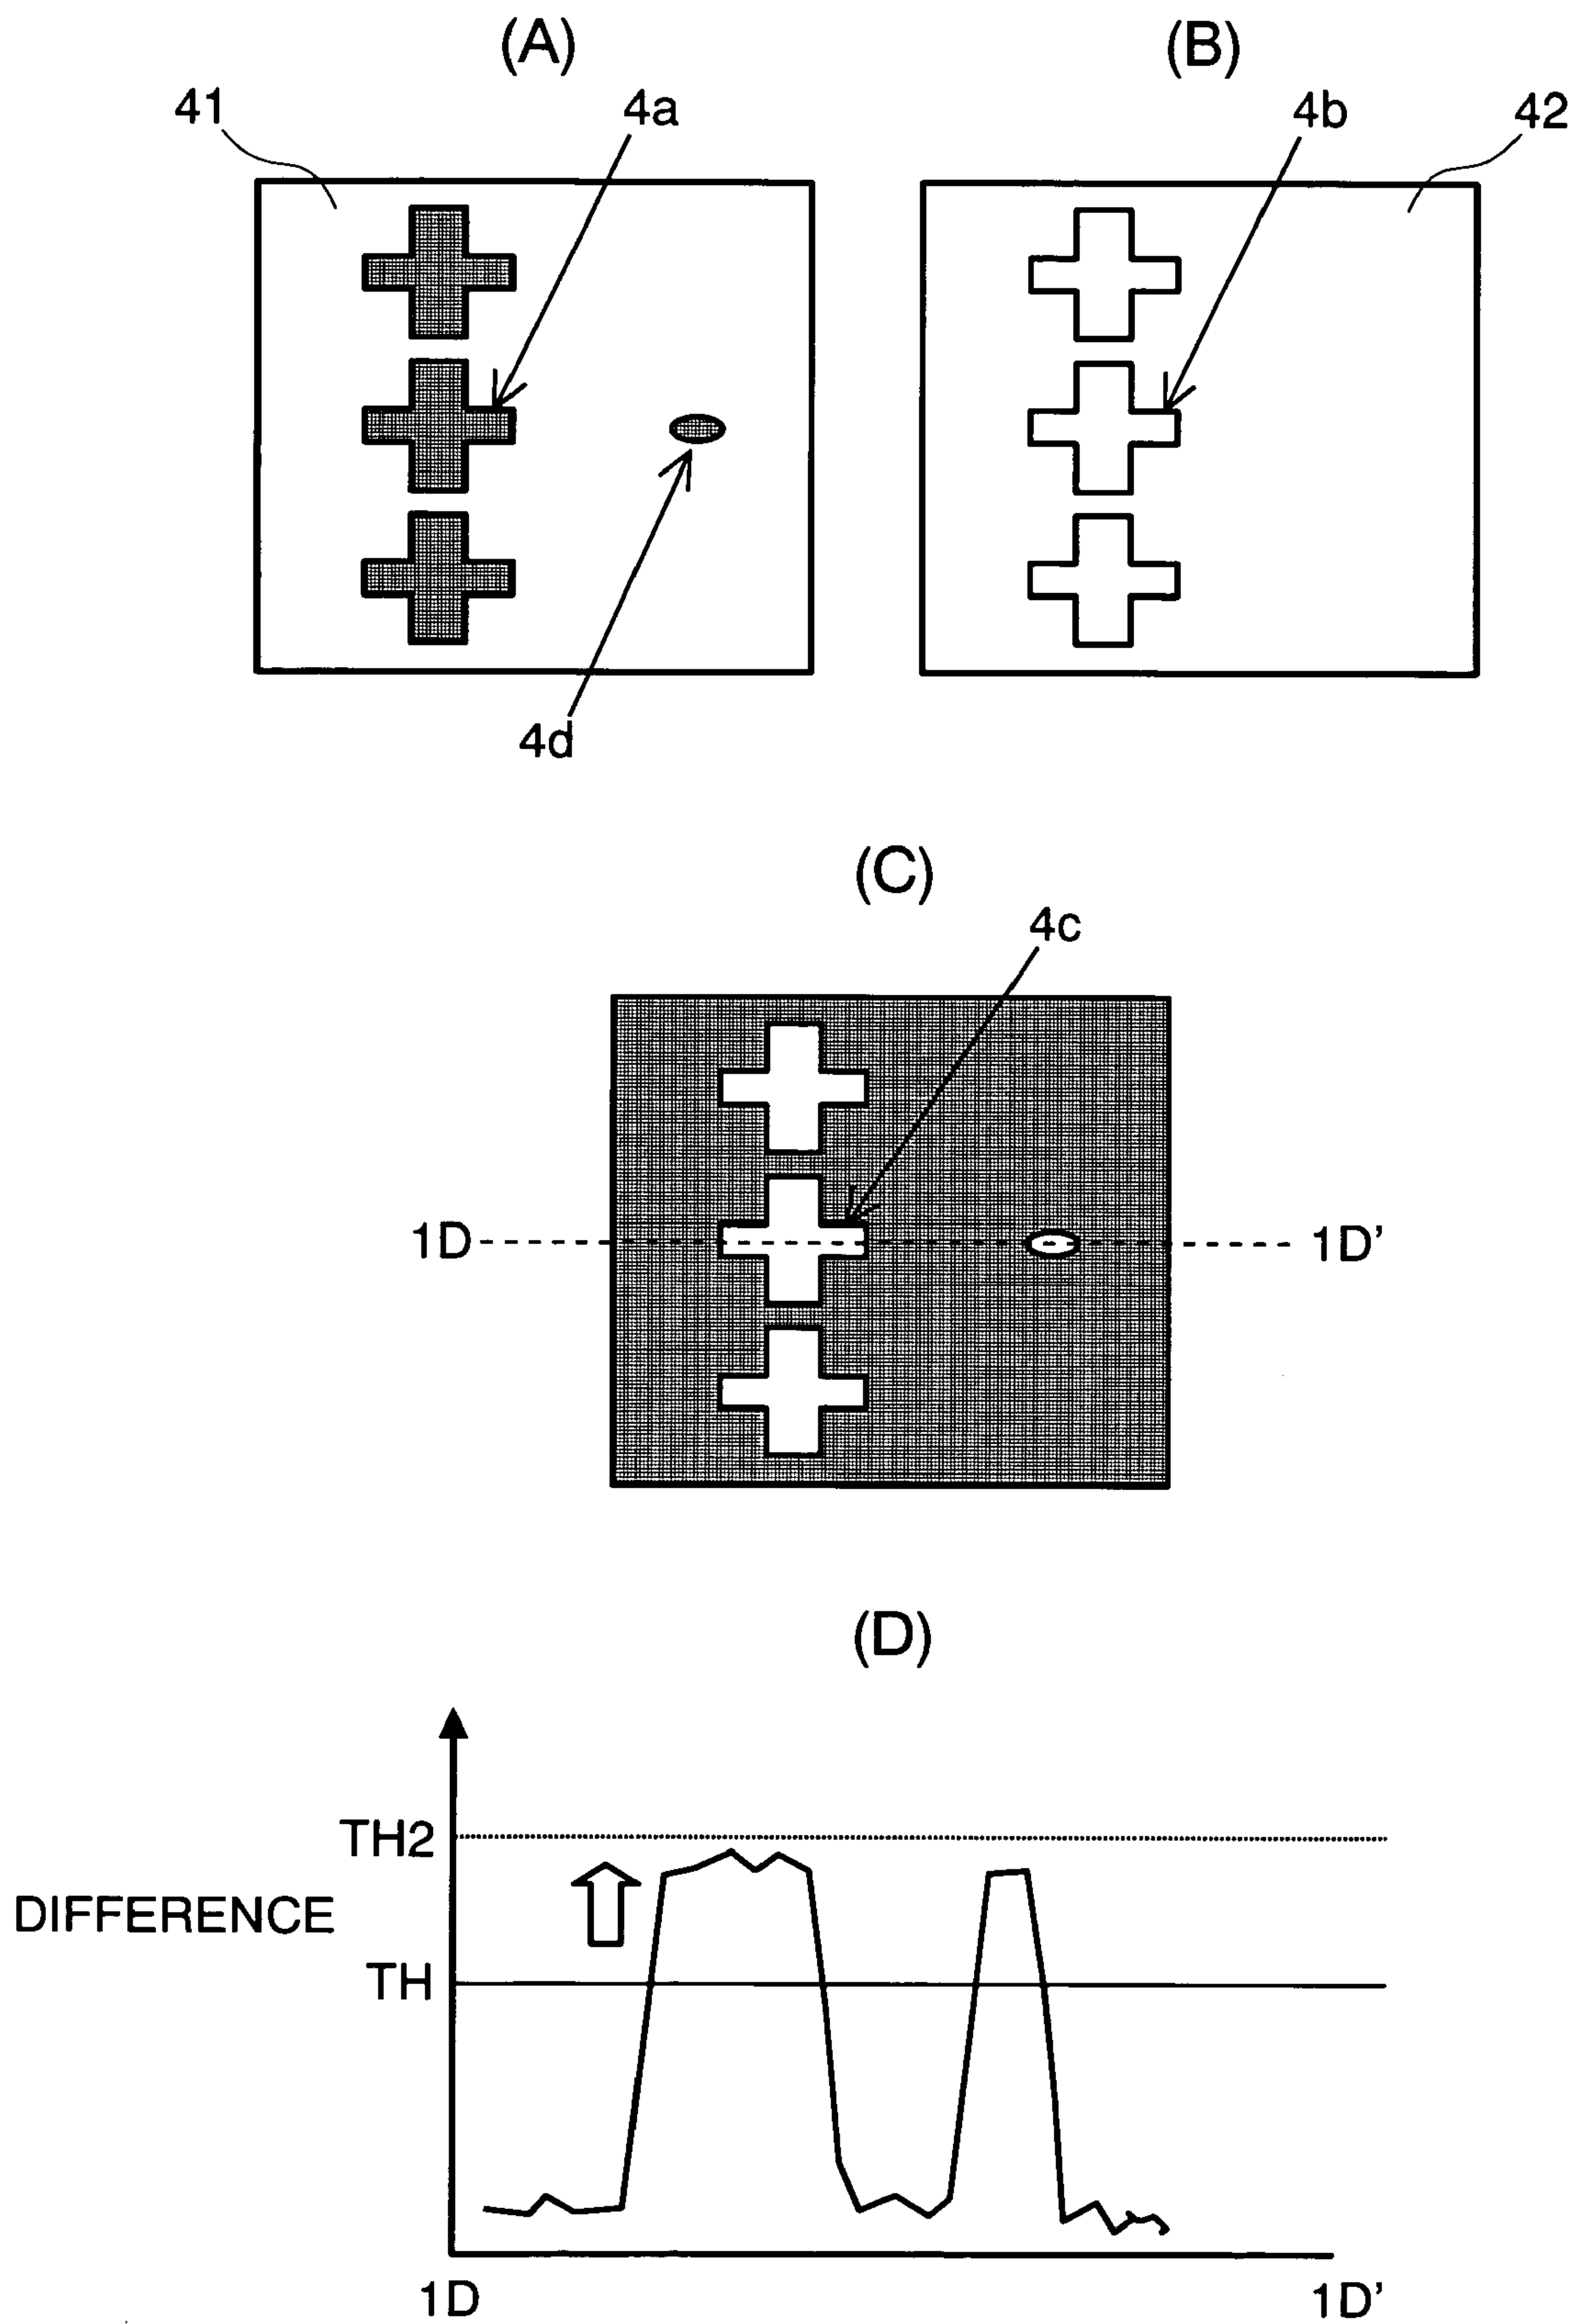 (A)
(B)
41
4a
4b
42
4d
(C)
4c
1D
1D'
(D)
TH2
DIFFERENCE
TH
1D
1D'